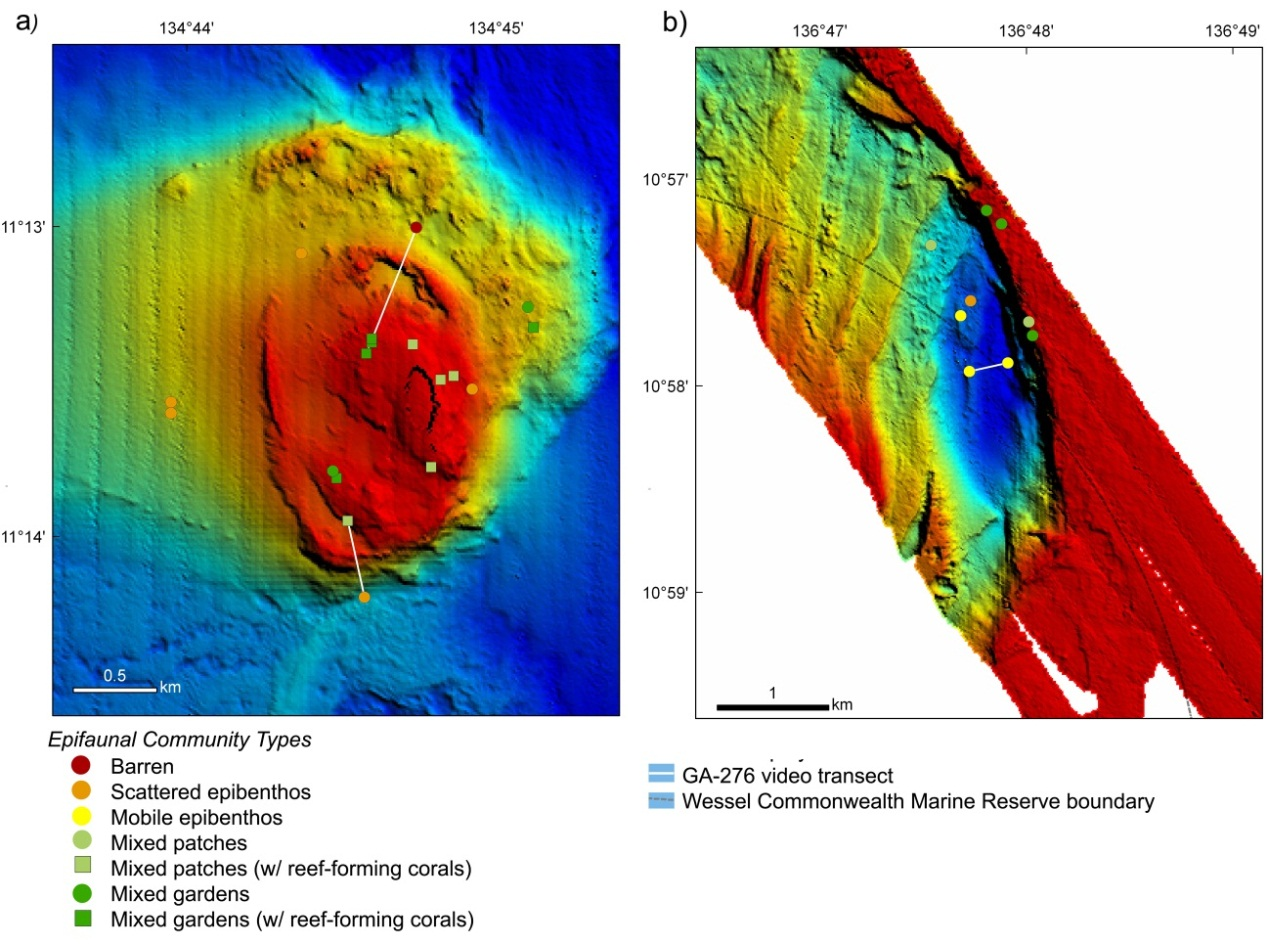 a)
134°44'
134°45'
11°13'
11°14'
0.5
km
b)
136°47'
136°48'
136°49'
10°57'
10°58'
10°59'
1
km
Epifaunal Community Types
Barren
Scattered epibenthos
Mobile epibenthos
Mixed patches
Mixed patches (w/ reef-forming corals)
Mixed gardens
Mixed gardens (w/ reef-forming corals)
GA-276 video transect
Wessel Commonwealth Marine Reserve boundary